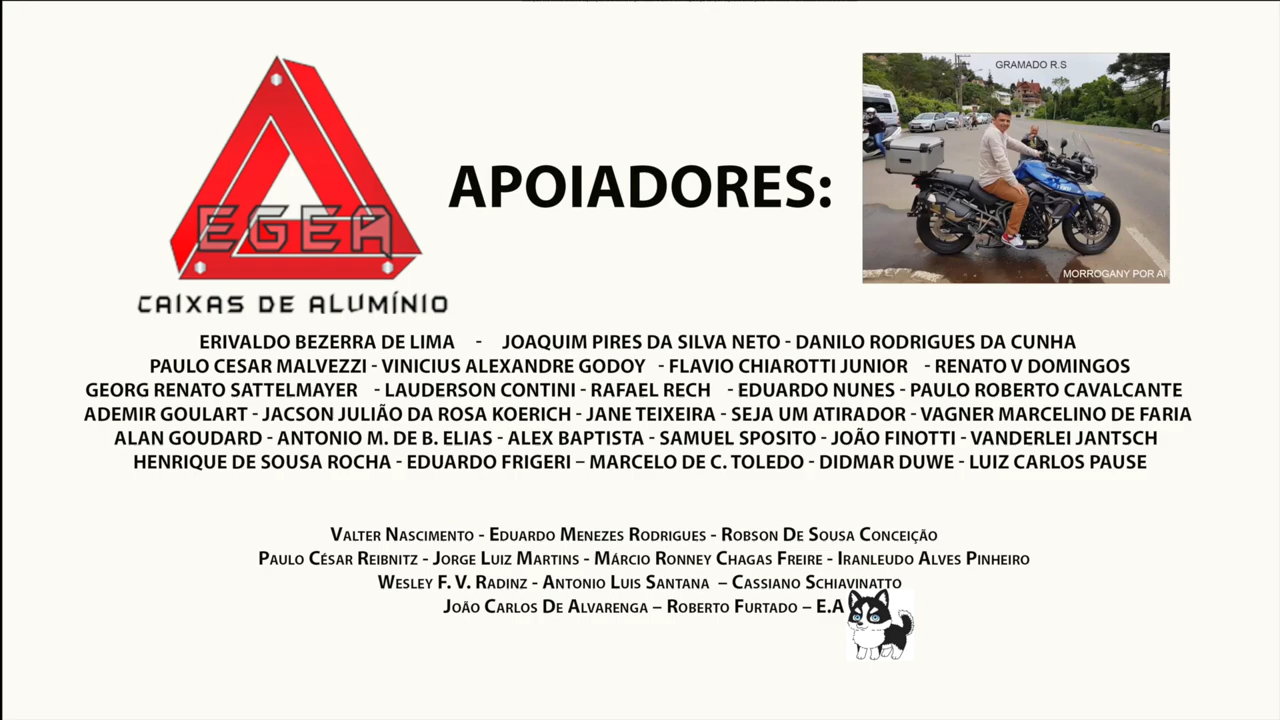 EGEA
CAIXAS DE ALUMÍNIO
APOIADORES:
GRAMADO R.S
MORROGANY POR AI
ERIVALDO BEZERRA DE LIMA - JOAQUIM PIRES DA SILVA NETO - DANILO RODRIGUES DA CUNHA
PAULO CESAR MALVEZZI - VINICIUS ALEXANDRE GODOY - FLAVIO CHIAROTTI JUNIOR - RENATO V DOMINGOS
GEORG RENATO SATTELMAYER - LAUDERSON CONTINI - RAFAEL RECH - EDUARDO NUNES - PAULO ROBERTO CAVALCANTE
ADEMIR GOULART - JACSON JULIÃO DA ROSA KOERICH - JANE TEIXEIRA - SEJA UM ATIRADOR - VAGNER MARCELINO DE FARIA
ALAN GOUDARD - ANTONIO M. DE B. ELIAS - ALEX BAPTISTA - SAMUEL SPOSITO - JOÃO FINOTTI - VANDERLEI JANTSCH
HENRIQUE DE SOUSA ROCHA - EDUARDO FRIGERI – MARCELO DE C. TOLEDO - DIDMAR DUWE - LUIZ CARLOS PAUSE
Valter Nascimento - Eduardo Menezes Rodrigues - Robson De Sousa Conceição
Paulo César Reibnitz - Jorge Luiz Martins - Márcio Ronney Chagas Freire - Iranleudo Alves Pinheiro
Wesley F. V. Radinz - Antonio Luis Santana – Cassiano Schiavinatto
João Carlos De Alvarenga – Roberto Furtado – E.A